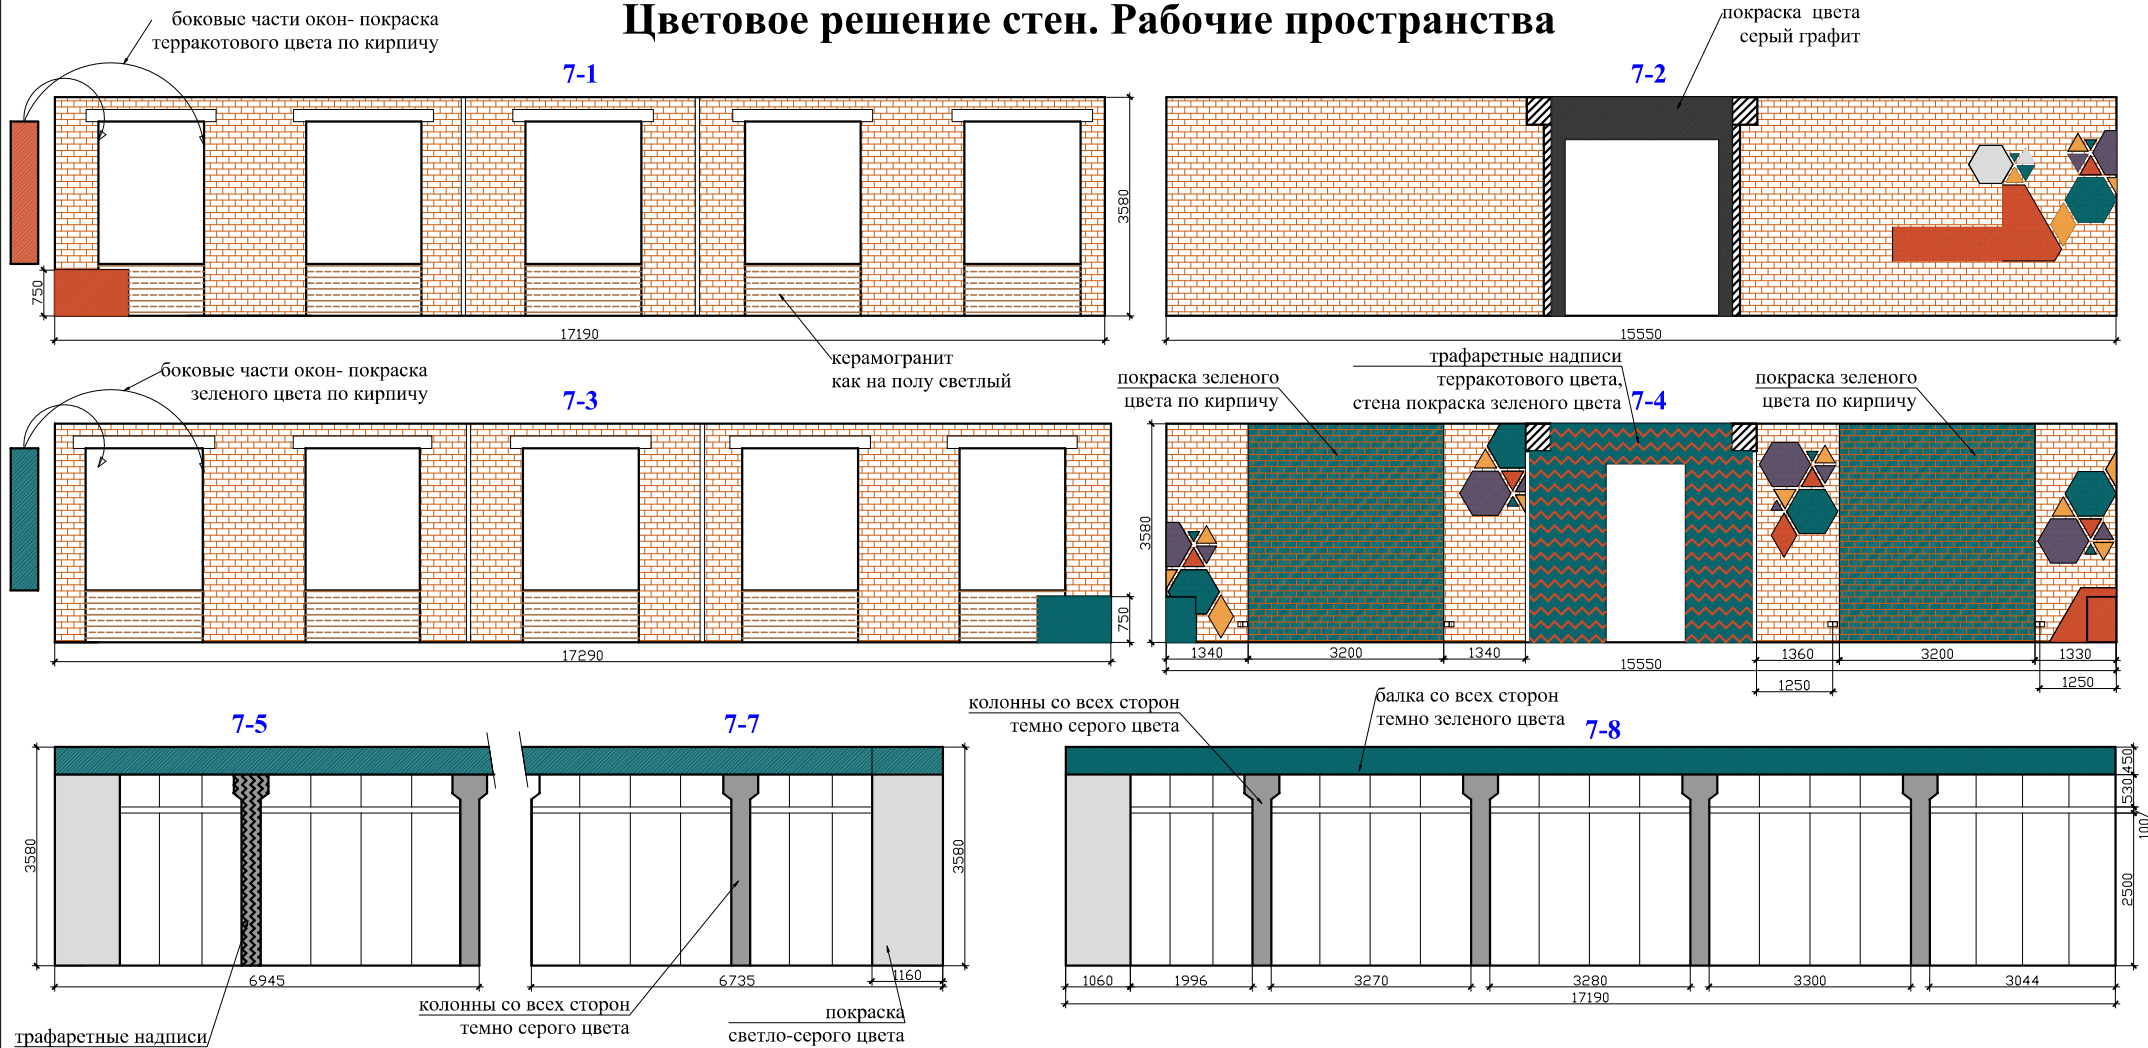 Цветовое решение стен. Рабочие пространства
боковые части окон- покраска
терракотового цвета по кирпичу
7-1
3580
750
17190
керамогранит
как на полу светлый
покраска цвета
серый графит
7-2
15550
боковые части окон- покраска
зеленого цвета по кирпичу
7-3
750
17290
покраска зеленого
цвета по кирпичу
трафаретные надписи
терракотового цвета,
стена покраска зеленого цвета
7-4
покраска зеленого
цвета по кирпичу
3580
1340
3200
1340
15550
1360
3200
1330
1250
1250
7-5
7-7
3580
3580
6945
6735
1160
трафаретные надписи
колонны со всех сторон
темно серого цвета
покраска
светло-серого цвета
колонны со всех сторон
темно серого цвета
балка со всех сторон
темно зеленого цвета
7-8
450
530
100
2500
1060
1996
3270
3280
3300
3044
17190